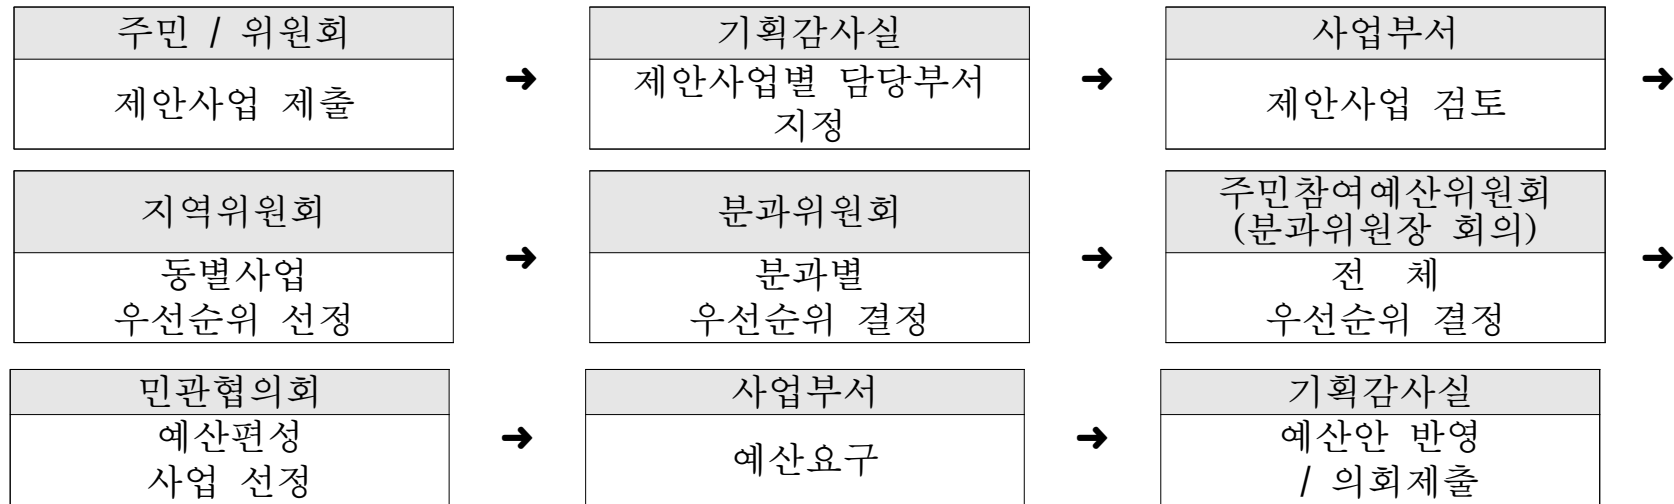 주민 / 위원회
제안사업 제출
➜
기획감사실
제안사업별 담당부서
지정
➜
사업부서
제안사업 검토
➜
지역위원회
동별사업
우선순위 선정
➜
분과위원회
분과별
우선순위 결정
➜
주민참여예산위원회
(분과위원장 회의)
전 체
우선순위 결정
➜
민관협의회
예산편성
사업 선정
➜
사업부서
예산요구
➜
기획감사실
예산안 반영
/ 의회제출